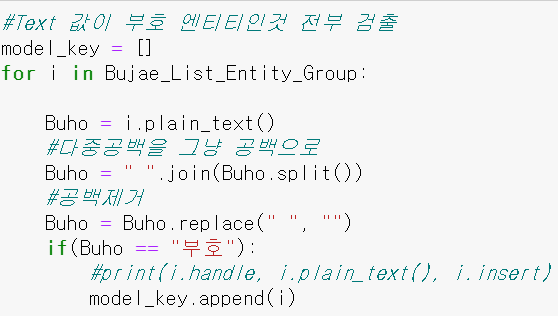 #Text 값이 부호 엔티티인것 전부 검출
model_key = []
for i in Bujae_List_Entity_Group:
Buho = i.plain_text()
#다중공백을 그냥 공백으로
Buho = " ".join(Buho.split())
#공백제거
Buho = Buho.replace(" ", "")
if(Buho == "부호"):
#print(i.handle, i.plain_text(), i.insert)
model_key.append(i)